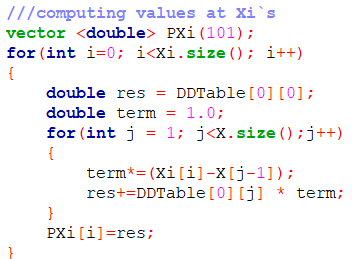 ///computing values at Xi`s
vector <double> PXi(101);
for(int i=0; i<Xi.size(); i++)
{
    double res = DDTable[0][0];
    double term = 1.0;
    for(int j = 1; j<X.size();j++)
    {
        term*=(Xi[i]-X[j-1]);
        res+=DDTable[0][j] * term;
    }
    PXi[i]=res;
}